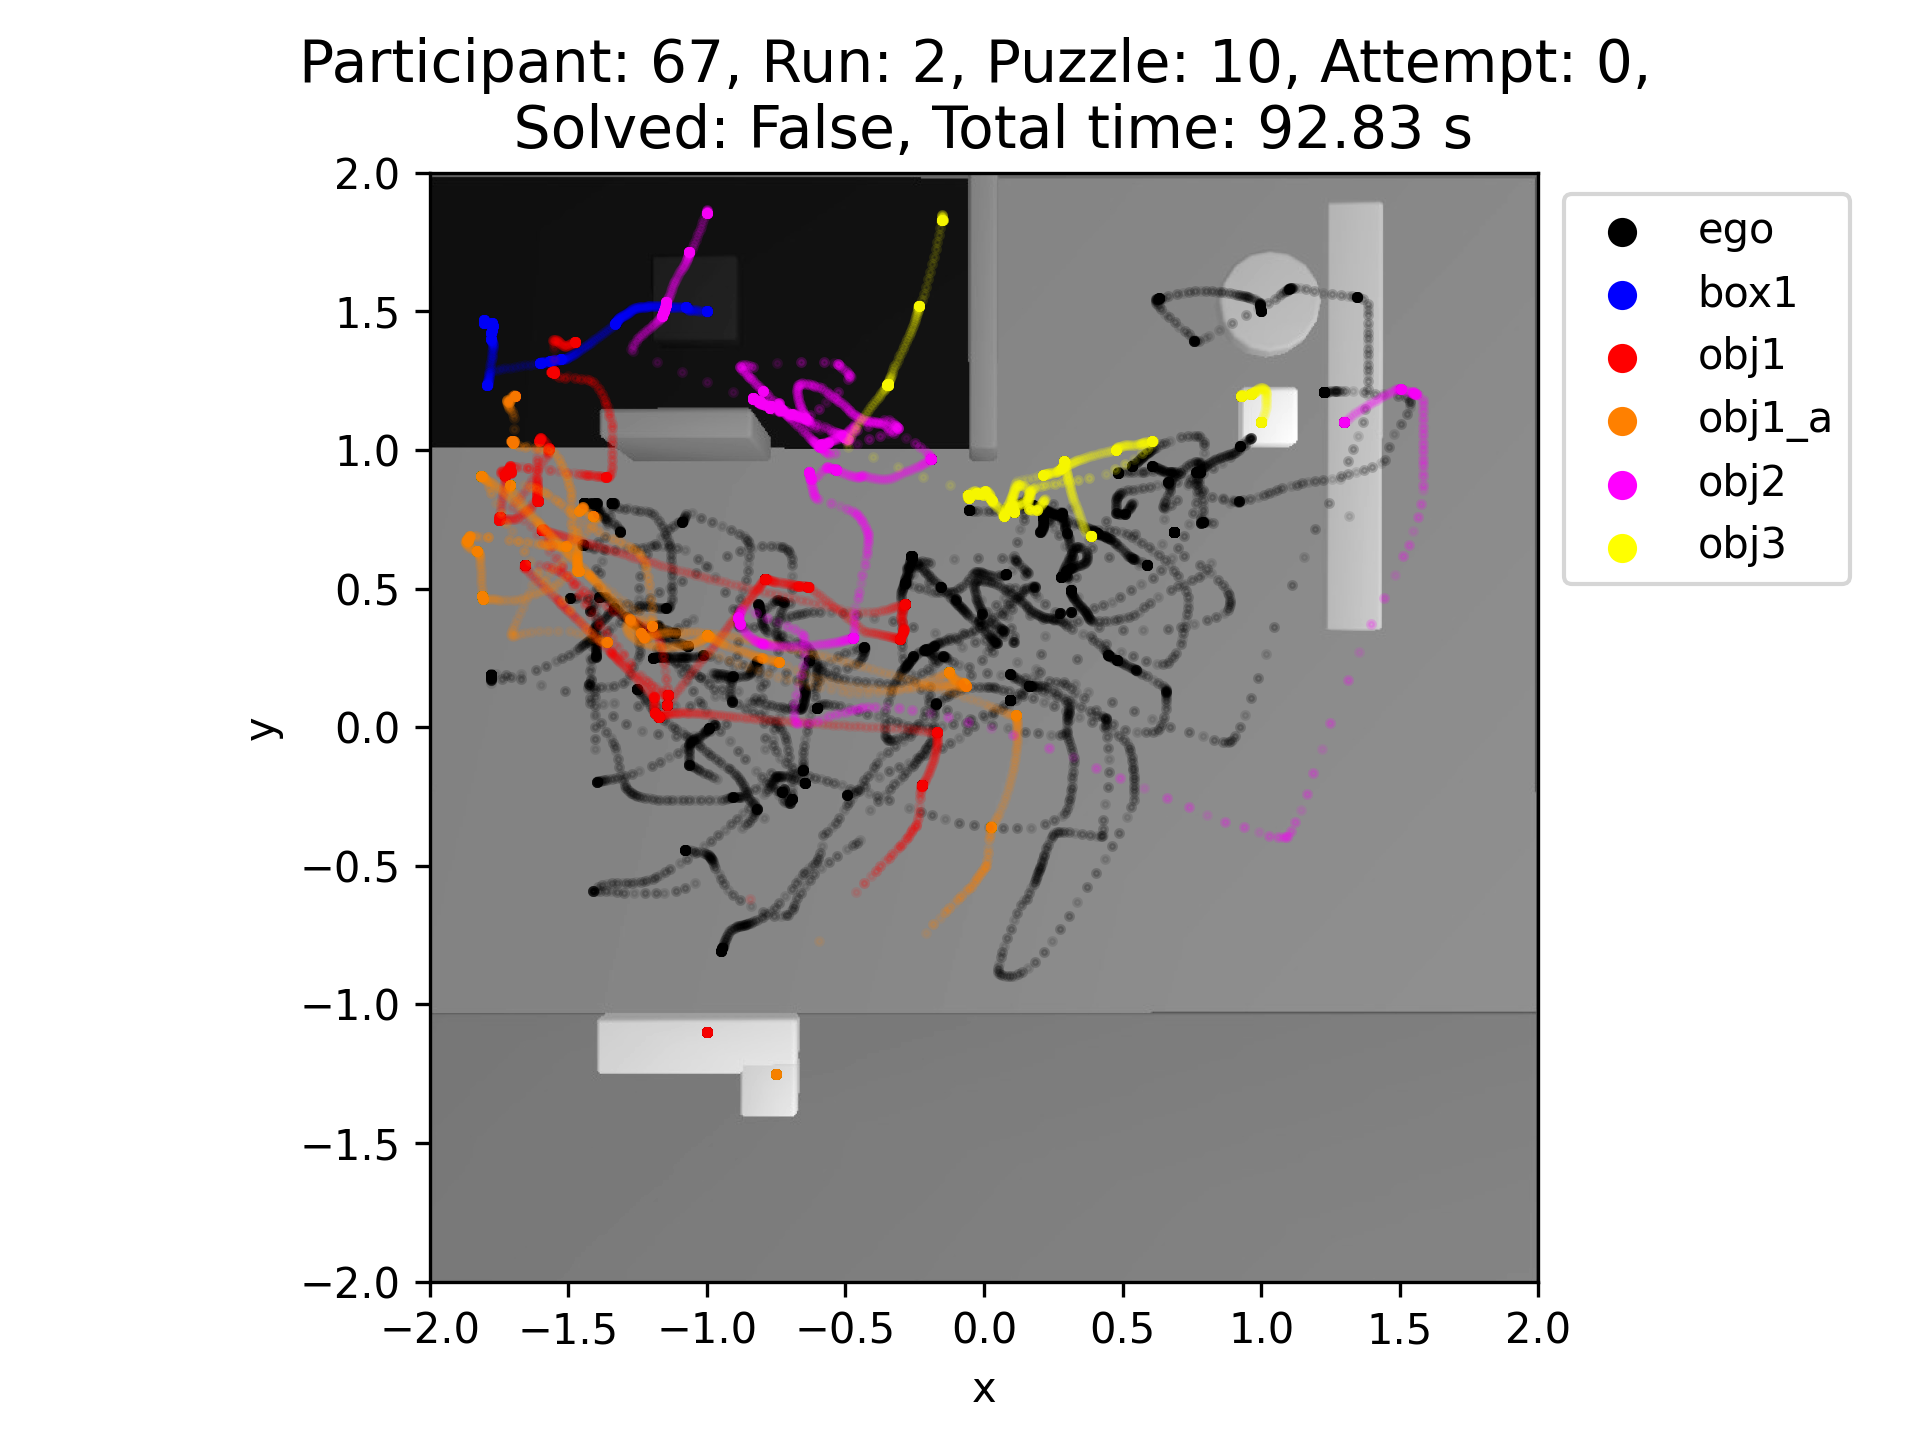 Participant: 67, Run: 2, Puzzle: 10, Attempt: 0,
Solved: False, Total time: 92.83 s
2.0
1.5
1.0
0.5
0.0
−0.5
−1.0
−1.5
−2.0
y
−2.0 −1.5 −1.0 −0.5 0.0 0.5 1.0 1.5 2.0
x
ego
box1
obj1
obj1_a
obj2
obj3